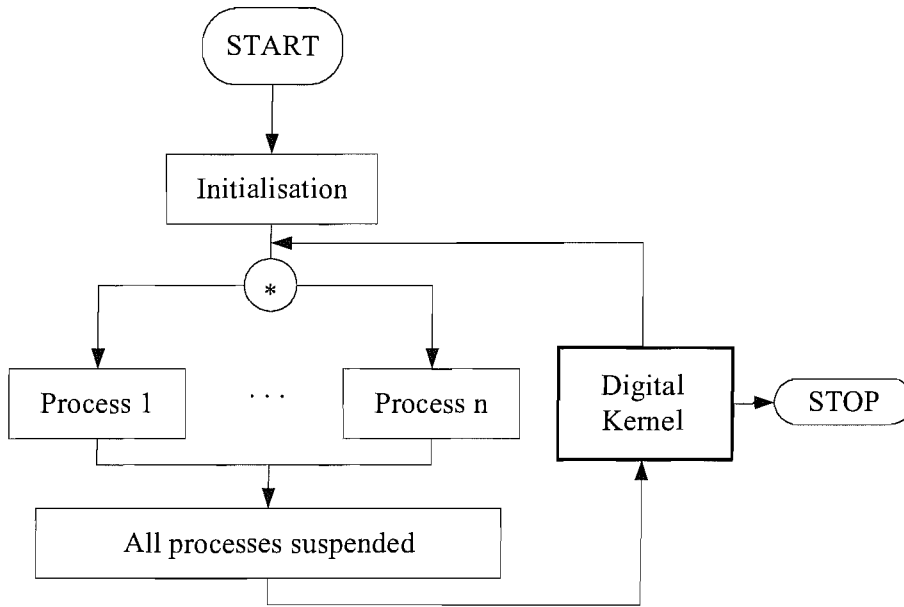 START
Initialisation
*
Process 1
. . .
Process n
Digital
Kernel
STOP
All processes suspended